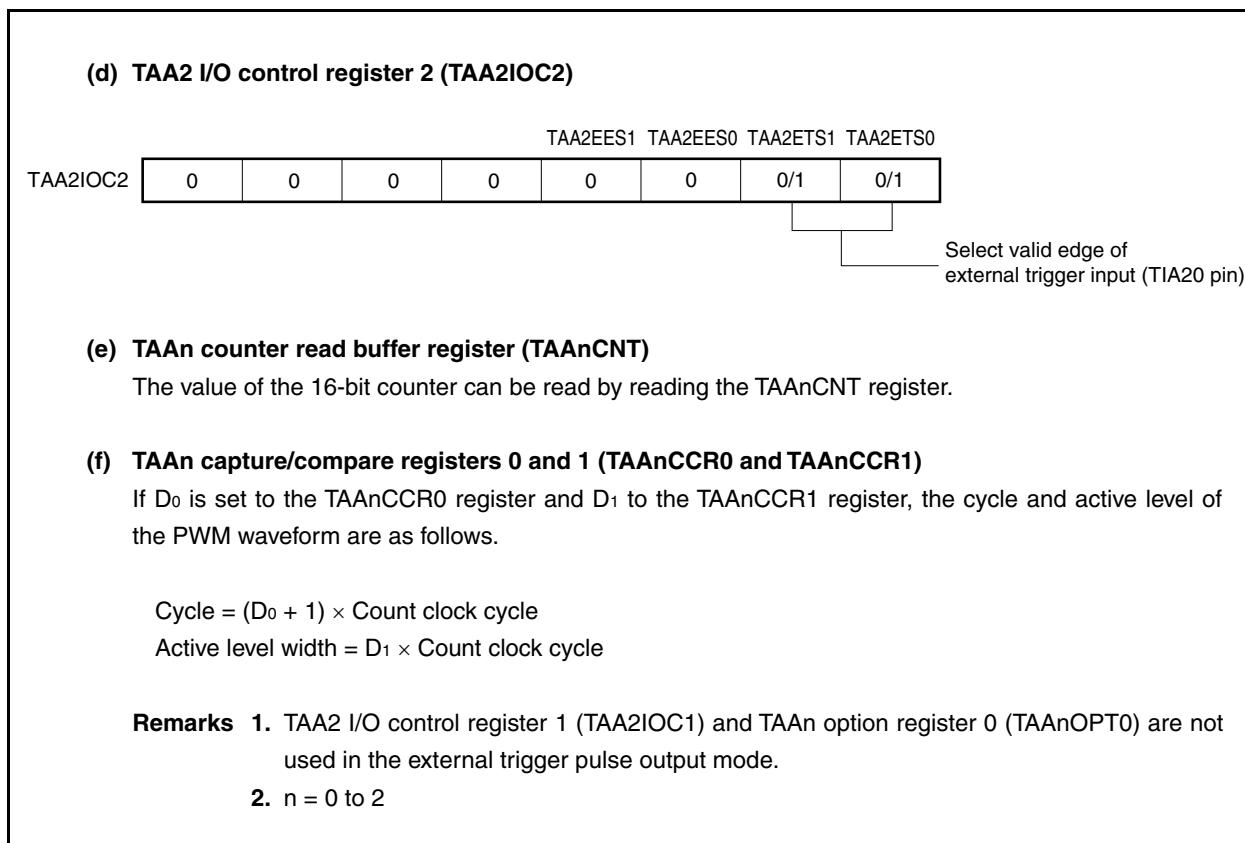 (d) TAA2 I/O control register 2 (TAA2IOC2)
TAA2EES1 TAA2EES0 TAA2ETS1 TAA2ETS0
TAA2IOC2 0 0 0 0 0 0 0/1 0/1
Select valid edge of
external trigger input (TIA20 pin)
(e) TAAn counter read buffer register (TAAnCNT)
The value of the 16-bit counter can be read by reading the TAAnCNT register.
(f) TAAn capture/compare registers 0 and 1 (TAAnCCR0 and TAAnCCR1)
If D0 is set to the TAAnCCR0 register and D1 to the TAAnCCR1 register, the cycle and active level of
the PWM waveform are as follows.
Cycle = (D0 + 1) × Count clock cycle
Active level width = D1 × Count clock cycle
Remarks 1. TAA2 I/O control register 1 (TAA2IOC1) and TAAn option register 0 (TAAnOPT0) are not
used in the external trigger pulse output mode.
2. n = 0 to 2